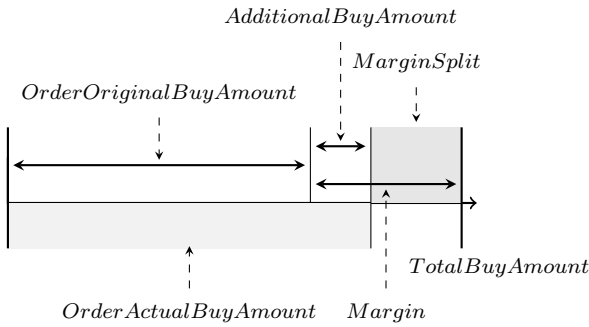 AdditionalBuyAmount
MarginSplit
OrderOriginalBuyAmount
TotalBuyAmount
OrderActualBuyAmount
Margin